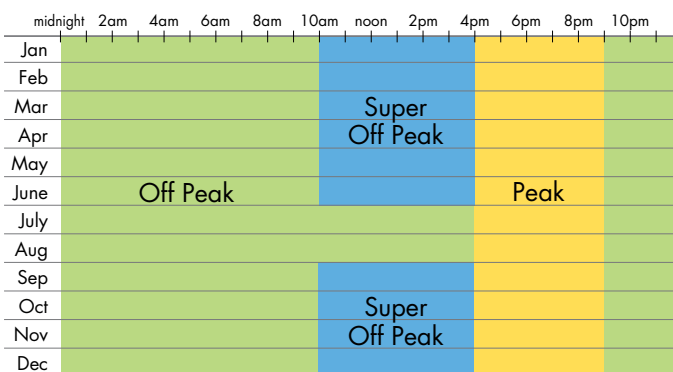 midnight 2am 4am 6am 8am 10am noon 2pm 4pm 6pm 8pm 10pm
Jan
Feb
Mar
Super
Apr
Off Peak
May
June Off Peak Peak
July
Aug
Sep
Oct Super
Nov Off Peak
Dec